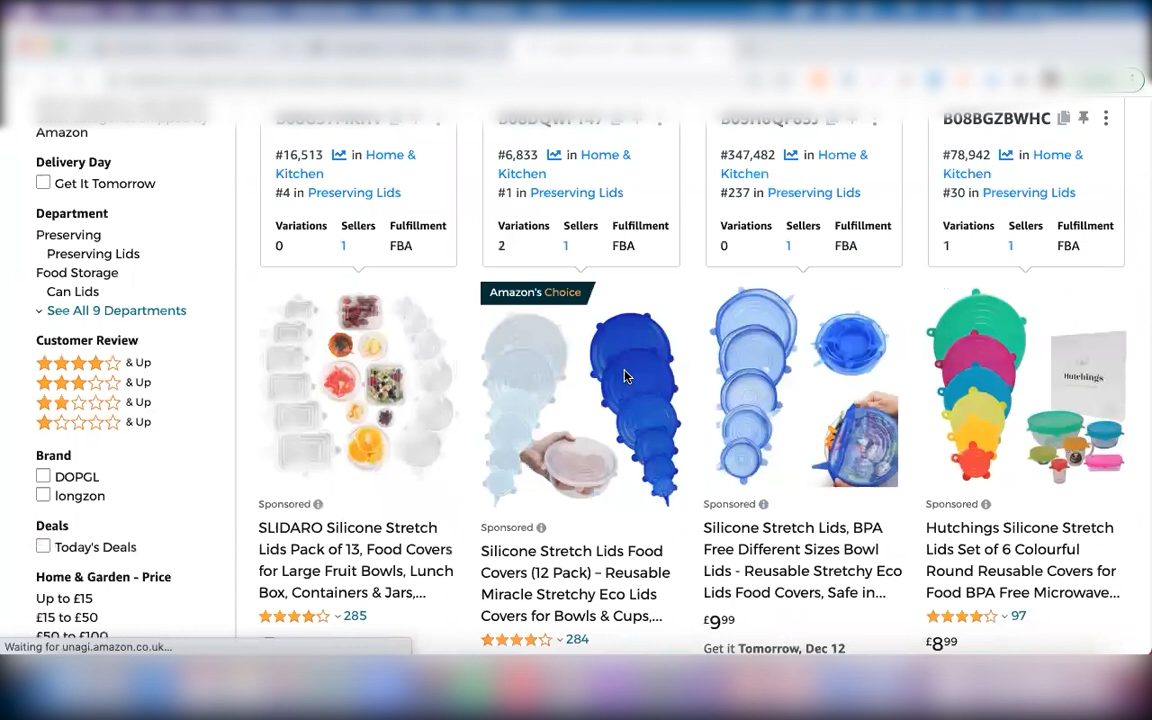 Amazon
Delivery Day
Get It Tomorrow
Department
Preserving
Preserving Lids
Food Storage
Can Lids
See All 9 Departments
Customer Review
& Up
& Up
& Up
& Up
Brand
DOPGL
longzon
Deals
Today's Deals
Home & Garden - Price
Up to £15
£15 to £50
£50 to £100
Waiting for unagi.amazon.co.uk...
#16,513 in Home &
Kitchen
#4 in Preserving Lids
Variations Sellers Fulfillment
0 1 FBA
Sponsored
SLIDARO Silicone Stretch
Lids Pack of 13, Food Covers
for Large Fruit Bowls, Lunch
Box, Containers & Jars,...
285
#6,833 in Home &
Kitchen
#1 in Preserving Lids
Variations Sellers Fulfillment
2 1 FBA
Amazon's Choice
Sponsored
Silicone Stretch Lids Food
Covers (12 Pack) – Reusable
Miracle Stretchy Eco Lids
Covers for Bowls & Cups,...
284
#347,482 in Home &
Kitchen
#237 in Preserving Lids
Variations Sellers Fulfillment
0 1 FBA
Sponsored
Silicone Stretch Lids, BPA
Free Different Sizes Bowl
Lids - Reusable Stretchy Eco
Lids Food Covers, Safe in...
£999
Get it Tomorrow, Dec 12
B08BGZBWHC
#78,942 in Home &
Kitchen
#30 in Preserving Lids
Variations Sellers Fulfillment
1 1 FBA
Hutchings
Sponsored
Hutchings Silicone Stretch
Lids Set of 6 Colourful
Round Reusable Covers for
Food BPA Free Microwave...
97
£899